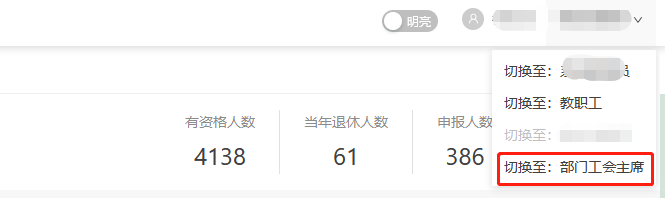 明亮
切换至：员
切换至：教职工
有资格人数 当年退休人数 申报人数 切换至：
4138 61 386 切换至：部门工会主席